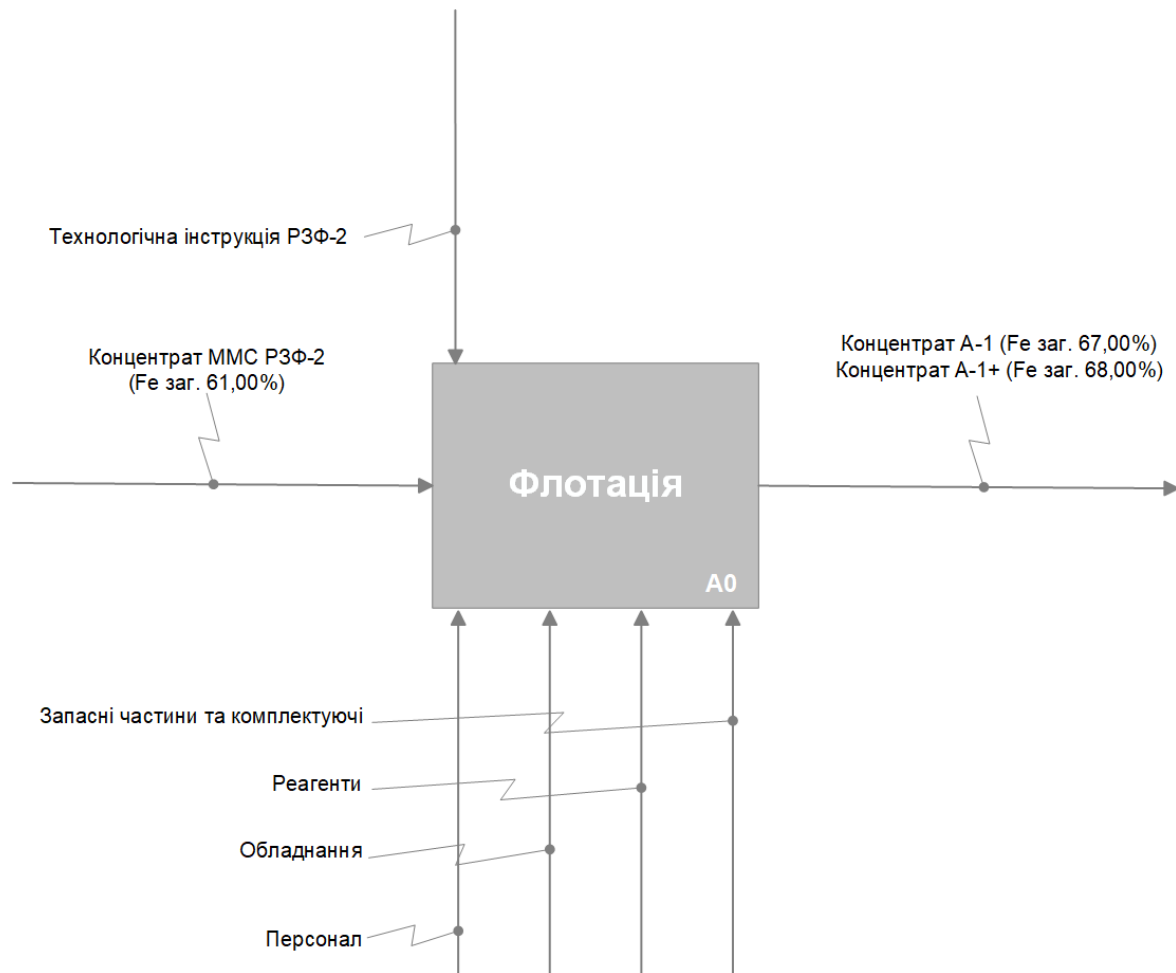 Технологічна інструкція РЗФ-2
Концентрат ММС РЗФ-2
(Fe заг. 61,00%)
Концентрат А-1 (Fe заг. 67,00%)
Концентрат А-1+ (Fe заг. 68,00%)
Флотація
А0
Запасні частини та комплектуючі
Реагенти
Обладнання
Персонал